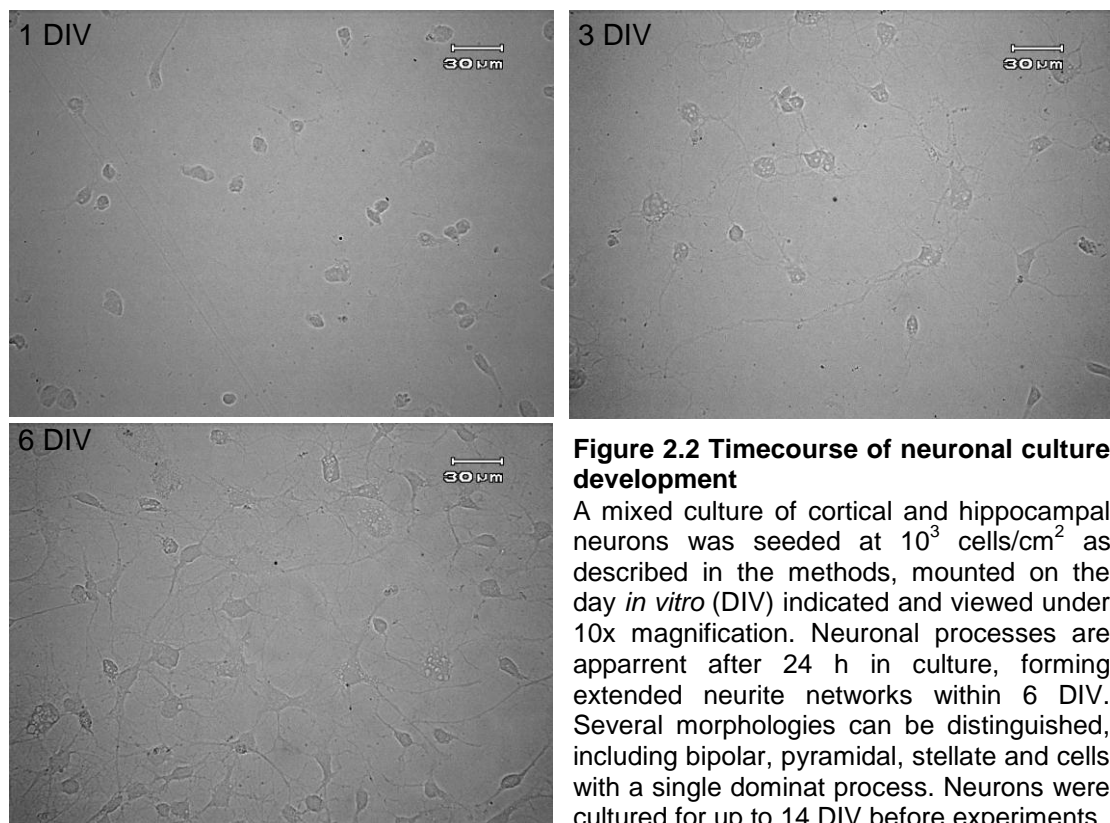 1 DIV
30 µm
3 DIV
30 µm
6 DIV
30 µm
Figure 2.2 Timecourse of neuronal culture
development
A mixed culture of cortical and hippocampal
neurons was seeded at 10³ cells/cm² as
described in the methods, mounted on the
day in vitro (DIV) indicated and viewed under
10x magnification. Neuronal processes are
apparrent after 24 h in culture, forming
extended neurite networks within 6 DIV.
Several morphologies can be distinguished,
including bipolar, pyramidal, stellate and cells
with a single dominat process. Neurons were
cultured for up to 14 DIV before experiments.